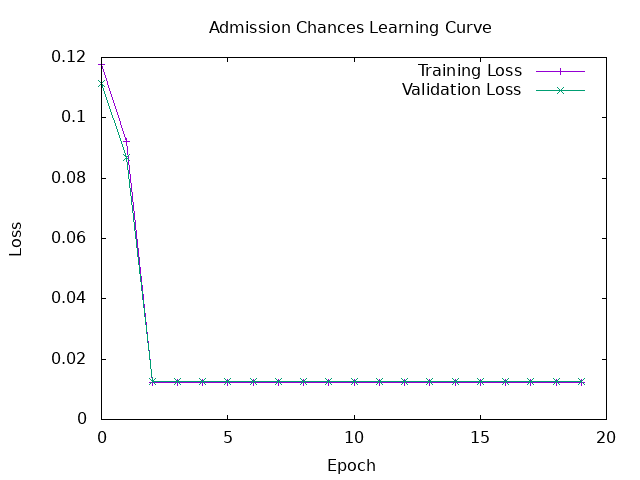 Admission Chances Learning Curve
0.12
0.1
0.08
0.06
0.04
0.02
0
Loss
Training Loss
Validation Loss
0 5 10 15 20
Epoch